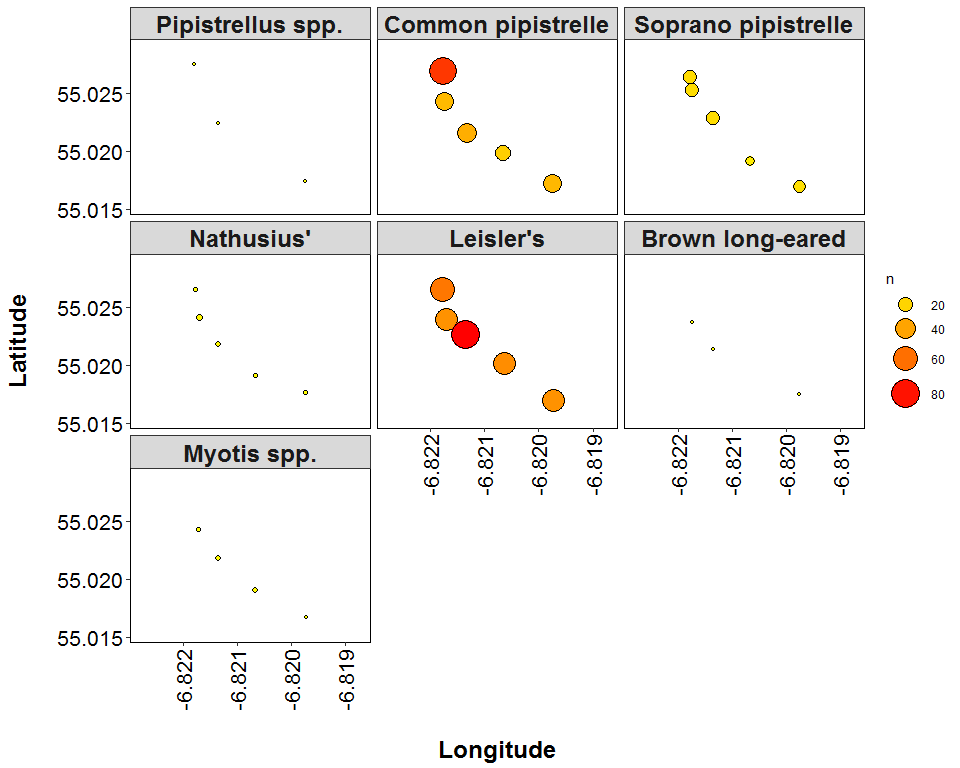 Pipistrellus spp. Common pipistrelle Soprano pipistrelle
55.025
55.020
55.015
Nathusius' Leisler's Brown long-eared
55.025
55.020
55.015
Latitude
n
20
40
60
80
-6.822 -6.821 -6.820 -6.819 -6.822 -6.821 -6.820 -6.819
Myotis spp.
55.025
55.020
55.015
-6.822 -6.821 -6.820 -6.819
Longitude